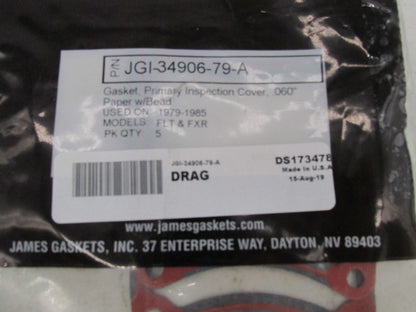 P/N JGI-34906-79-A
Gasket, Primary Inspection Cover, .060"
Paper w/Bead
USED ON: 1979-1985
MODELS: FLT & FXR
PK QTY: 5
JGI-34906-79-A
DRAG
DS173478
Made in U.S.A
15-Aug-19
www.jamesgaskets.com
JAMES GASKETS, INC. 37 ENTERPRISE WAY, DAYTON, NV 89403